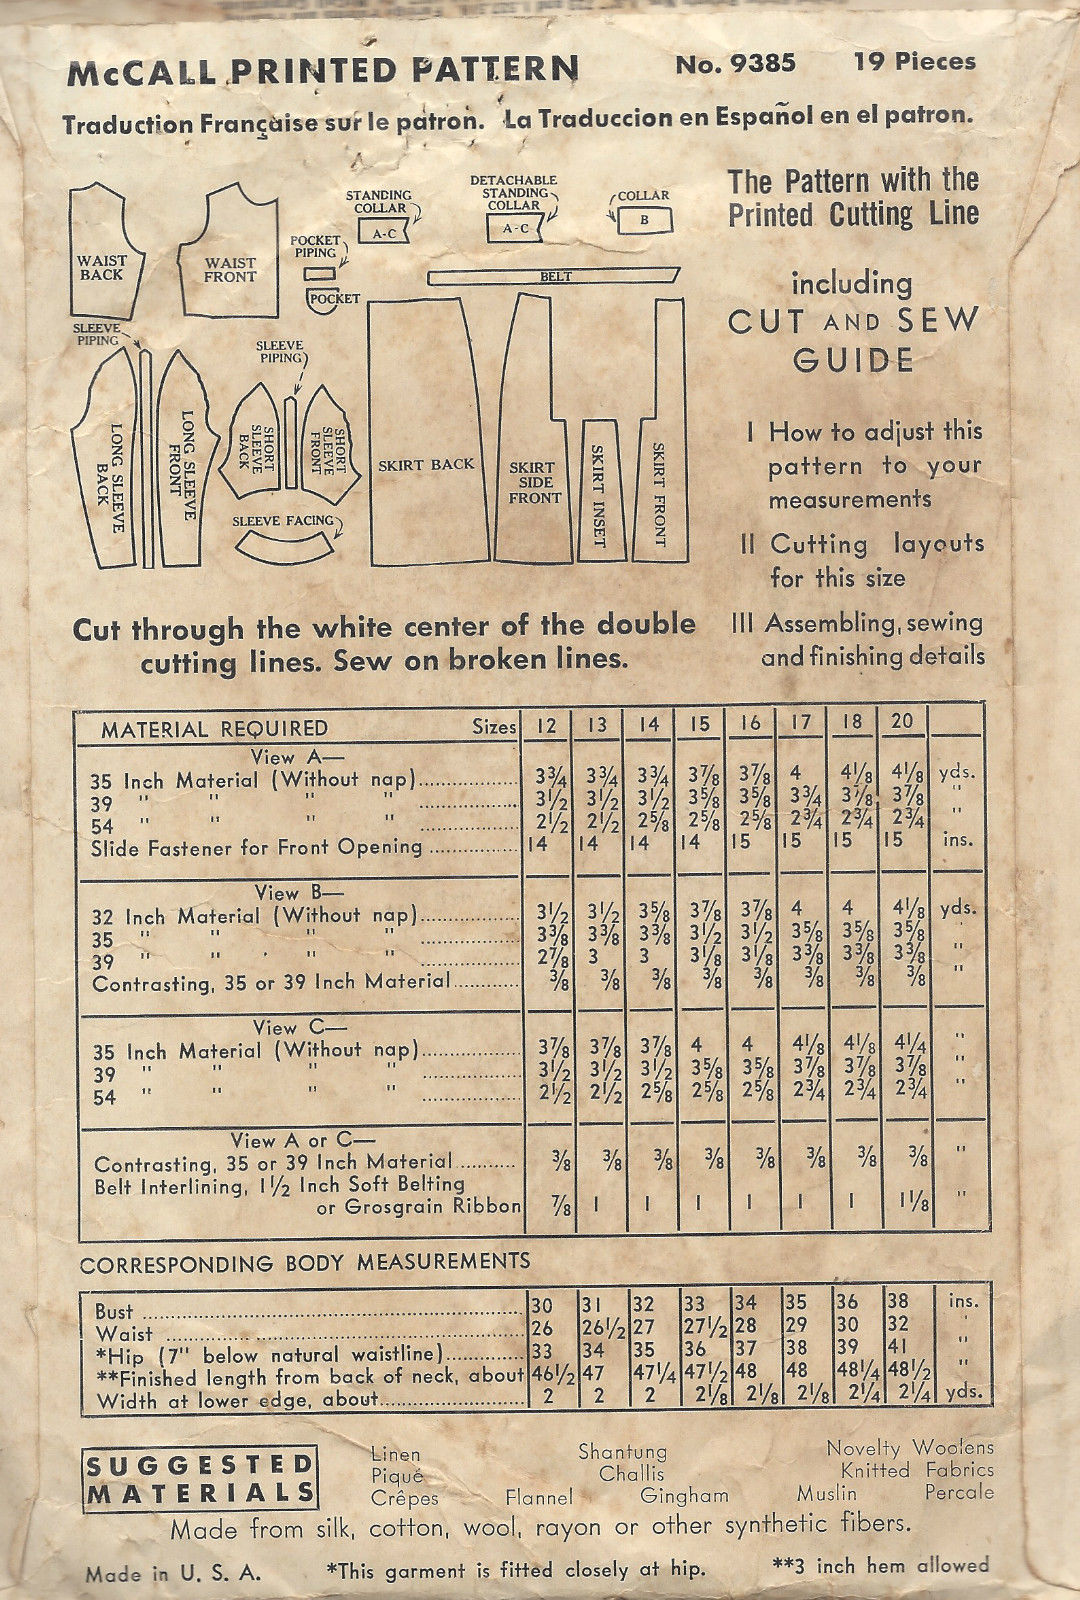 McCALL PRINTED PATTERN No. 9385 19 Pieces
Traduction Française sur le patron. La Traduccion en Español en el patron.
WAIST BACK
WAIST FRONT
STANDING COLLAR
A-C
DETACHABLE STANDING COLLAR
A-C
COLLAR
B
POCKET PIPING
POCKET
BELT
SLEEVE PIPING
LONG SLEEVE BACK
LONG SLEEVE FRONT
SLEEVE PIPING
SHORT SLEEVE BACK
SHORT SLEEVE FRONT
SLEEVE FACING
SKIRT BACK
SKIRT SIDE FRONT
SKIRT INSET
SKIRT FRONT
The Pattern with the
Printed Cutting Line
including
CUT AND SEW
GUIDE
I How to adjust this
pattern to your
measurements
II Cutting layouts
for this size
III Assembling, sewing
and finishing details
Cut through the white center of the double
cutting lines. Sew on broken lines.
MATERIAL REQUIRED Sizes 12 13 14 15 16 17 18 20
View A—
35 Inch Material (Without nap) 3¾ 3¾ 3¾ 3⅞ 3⅞ 4 4⅛ 4⅛ yds.
39 " " " " 3½ 3½ 3½ 3⅝ 3⅝ 3¾ 3⅞ 3⅞ "
54 " " " " 2½ 2½ 2⅝ 2⅝ 2⅝ 2¾ 2¾ 2¾ "
Slide Fastener for Front Opening 14 14 14 14 15 15 15 15 ins.
View B—
32 Inch Material (Without nap) 3½ 3½ 3⅝ 3⅞ 3⅞ 4 4 4⅛ yds.
35 " " " " 3⅜ 3⅜ 3⅜ 3½ 3½ 3⅝ 3⅝ 3⅝ "
39 " " " " 2⅞ 3 3 3⅛ 3⅛ 3⅜ 3⅜ 3⅜ "
Contrasting, 35 or 39 Inch Material ⅜ ⅜ ⅜ ⅜ ⅜ ⅜ ⅜ ⅜ "
View C—
35 Inch Material (Without nap) 3⅞ 3⅞ 3⅞ 4 4 4⅛ 4⅛ 4¼ "
39 " " " " 3½ 3½ 3½ 3⅝ 3⅝ 3⅞ 3⅞ 3⅞ "
54 " " " " 2½ 2½ 2⅝ 2⅝ 2⅝ 2¾ 2¾ 2¾ "
View A or C—
Contrasting, 35 or 39 Inch Material ⅜ ⅜ ⅜ ⅜ ⅜ ⅜ ⅜ ⅜ "
Belt Interlining, 1½ Inch Soft Belting
or Grosgrain Ribbon ⅞ 1 1 1 1 1 1 1⅛ "
CORRESPONDING BODY MEASUREMENTS
Bust 30 31 32 33 34 35 36 38 ins.
Waist 26 26½ 27 27½ 28 29 30 32 "
*Hip (7" below natural waistline) 33 34 35 36 37 38 39 41 "
**Finished length from back of neck, about 46½ 47 47¼ 47½ 48 48 48¼ 48½ "
Width at lower edge, about 2 2 2 2⅛ 2⅛ 2⅛ 2¼ 2¼ yds.
SUGGESTED
MATERIALS
Linen Shantung Novelty Woolens
Piqué Challis Knitted Fabrics
Crêpes Flannel Gingham Muslin Percale
Made from silk, cotton, wool, rayon or other synthetic fibers.
Made in U. S. A. *This garment is fitted closely at hip. **3 inch hem allowed